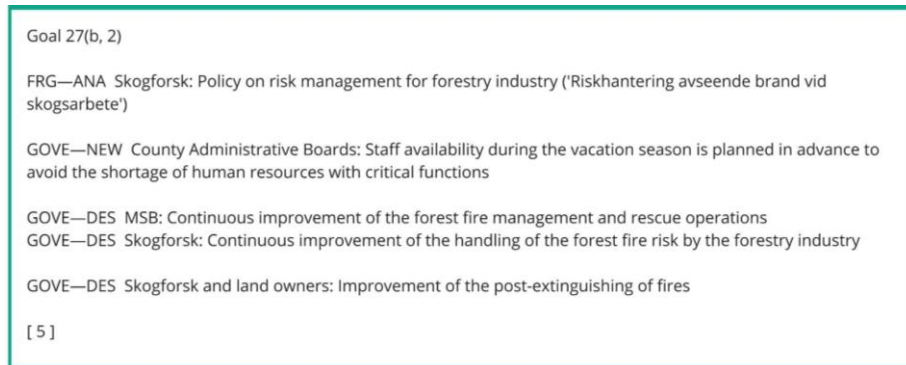 Goal 27(b, 2)
FRG—ANA Skogforsk: Policy on risk management for forestry industry ('Riskhantering avseende brand vid
skogsarbete')
GOVE—NEW County Administrative Boards: Staff availability during the vacation season is planned in advance to
avoid the shortage of human resources with critical functions
GOVE—DES MSB: Continuous improvement of the forest fire management and rescue operations
GOVE—DES Skogforsk: Continuous improvement of the handling of the forest fire risk by the forestry industry
GOVE—DES Skogforsk and land owners: Improvement of the post-extinguishing of fires
[ 5 ]